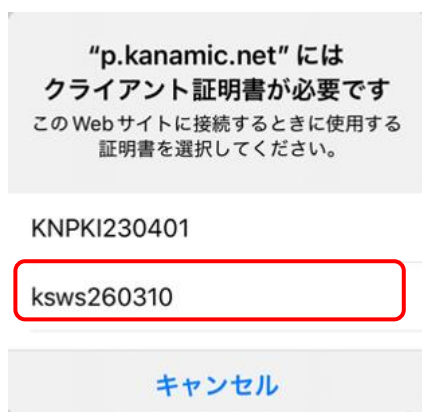 “p.kanamic.net” には
クライアント証明書が必要です
このWebサイトに接続するときに使用する
証明書を選択してください。
KNPKI230401
ksws260310
キャンセル